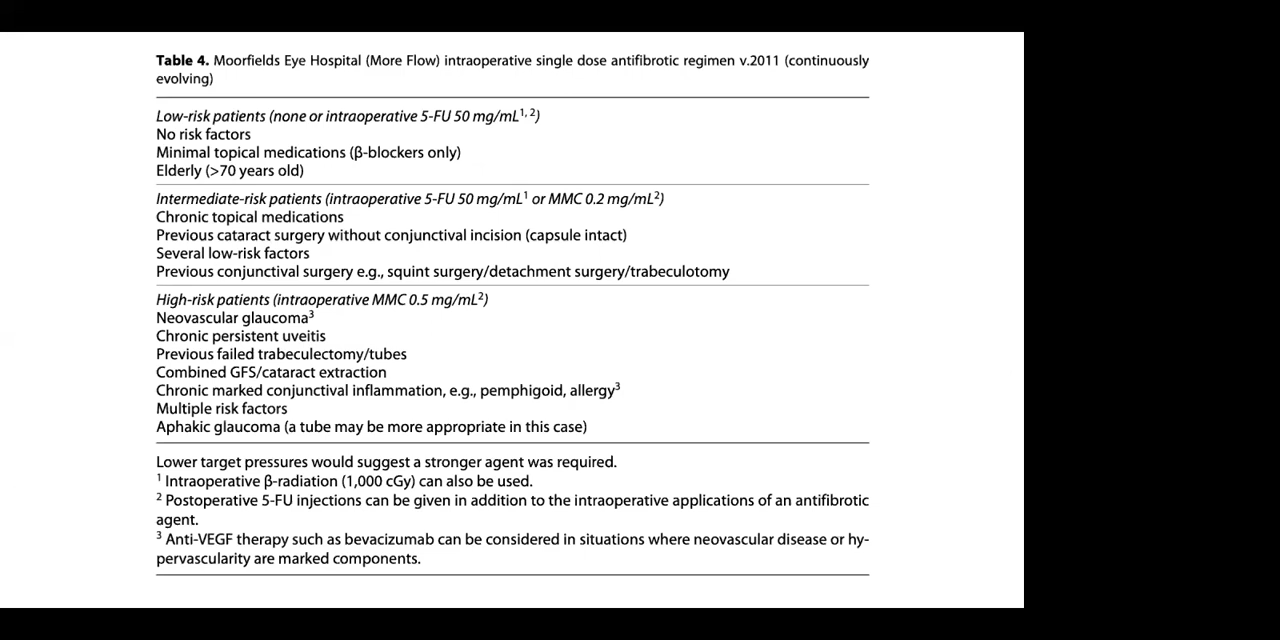 Table 4. Moorfields Eye Hospital (More Flow) intraoperative single dose antifibrotic regimen v.2011 (continuously
evolving)
Low-risk patients (none or intraoperative 5-FU 50 mg/mL¹˒ ²)
No risk factors
Minimal topical medications (β-blockers only)
Elderly (>70 years old)
Intermediate-risk patients (intraoperative 5-FU 50 mg/mL¹ or MMC 0.2 mg/mL²)
Chronic topical medications
Previous cataract surgery without conjunctival incision (capsule intact)
Several low-risk factors
Previous conjunctival surgery e.g., squint surgery/detachment surgery/trabeculotomy
High-risk patients (intraoperative MMC 0.5 mg/mL²)
Neovascular glaucoma³
Chronic persistent uveitis
Previous failed trabeculectomy/tubes
Combined GFS/cataract extraction
Chronic marked conjunctival inflammation, e.g., pemphigoid, allergy³
Multiple risk factors
Aphakic glaucoma (a tube may be more appropriate in this case)
Lower target pressures would suggest a stronger agent was required.
¹ Intraoperative β-radiation (1,000 cGy) can also be used.
² Postoperative 5-FU injections can be given in addition to the intraoperative applications of an antifibrotic
agent.
³ Anti-VEGF therapy such as bevacizumab can be considered in situations where neovascular disease or hy-
pervascularity are marked components.